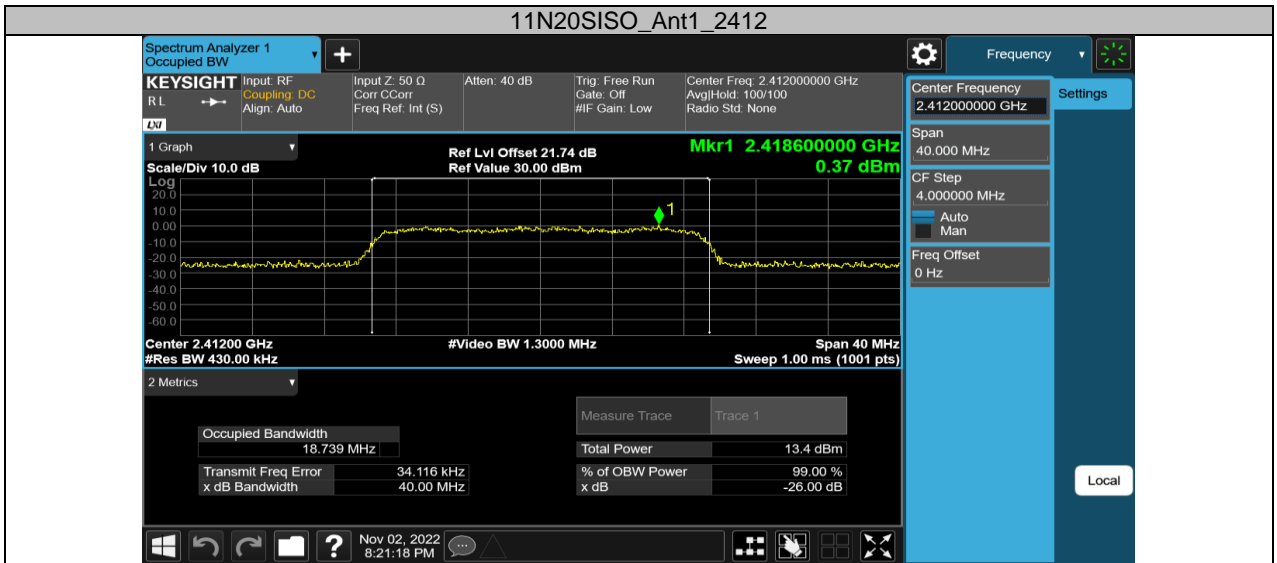 11N20SISO_Ant1_2412
Spectrum Analyzer 1
Occupied BW
Frequency
KEYSIGHT
R L
LXI
Input: RF
Coupling: DC
Align: Auto
Input Z: 50 Ω
Corr CCorr
Freq Ref: Int (S)
Atten: 40 dB
Trig: Free Run
Gate: Off
#IF Gain: Low
Center Freq: 2.412000000 GHz
Avg|Hold: 100/100
Radio Std: None
Center Frequency
2.412000000 GHz
Settings
Span
40.000 MHz
CF Step
4.000000 MHz
Auto
Man
Freq Offset
0 Hz
Local
1 Graph
Scale/Div 10.0 dB
Ref Lvl Offset 21.74 dB
Ref Value 30.00 dBm
Mkr1 2.418600000 GHz
0.37 dBm
Log
20.0
10.0
0.00
-10.0
-20.0
-30.0
-40.0
-50.0
-60.0
1
Center 2.41200 GHz
#Res BW 430.00 kHz
#Video BW 1.3000 MHz
Span 40 MHz
Sweep 1.00 ms (1001 pts)
2 Metrics
Measure Trace Trace 1
Occupied Bandwidth
18.739 MHz
Total Power 13.4 dBm
Transmit Freq Error 34.116 kHz
% of OBW Power 99.00 %
x dB Bandwidth 40.00 MHz
x dB -26.00 dB
Nov 02, 2022
8:21:18 PM